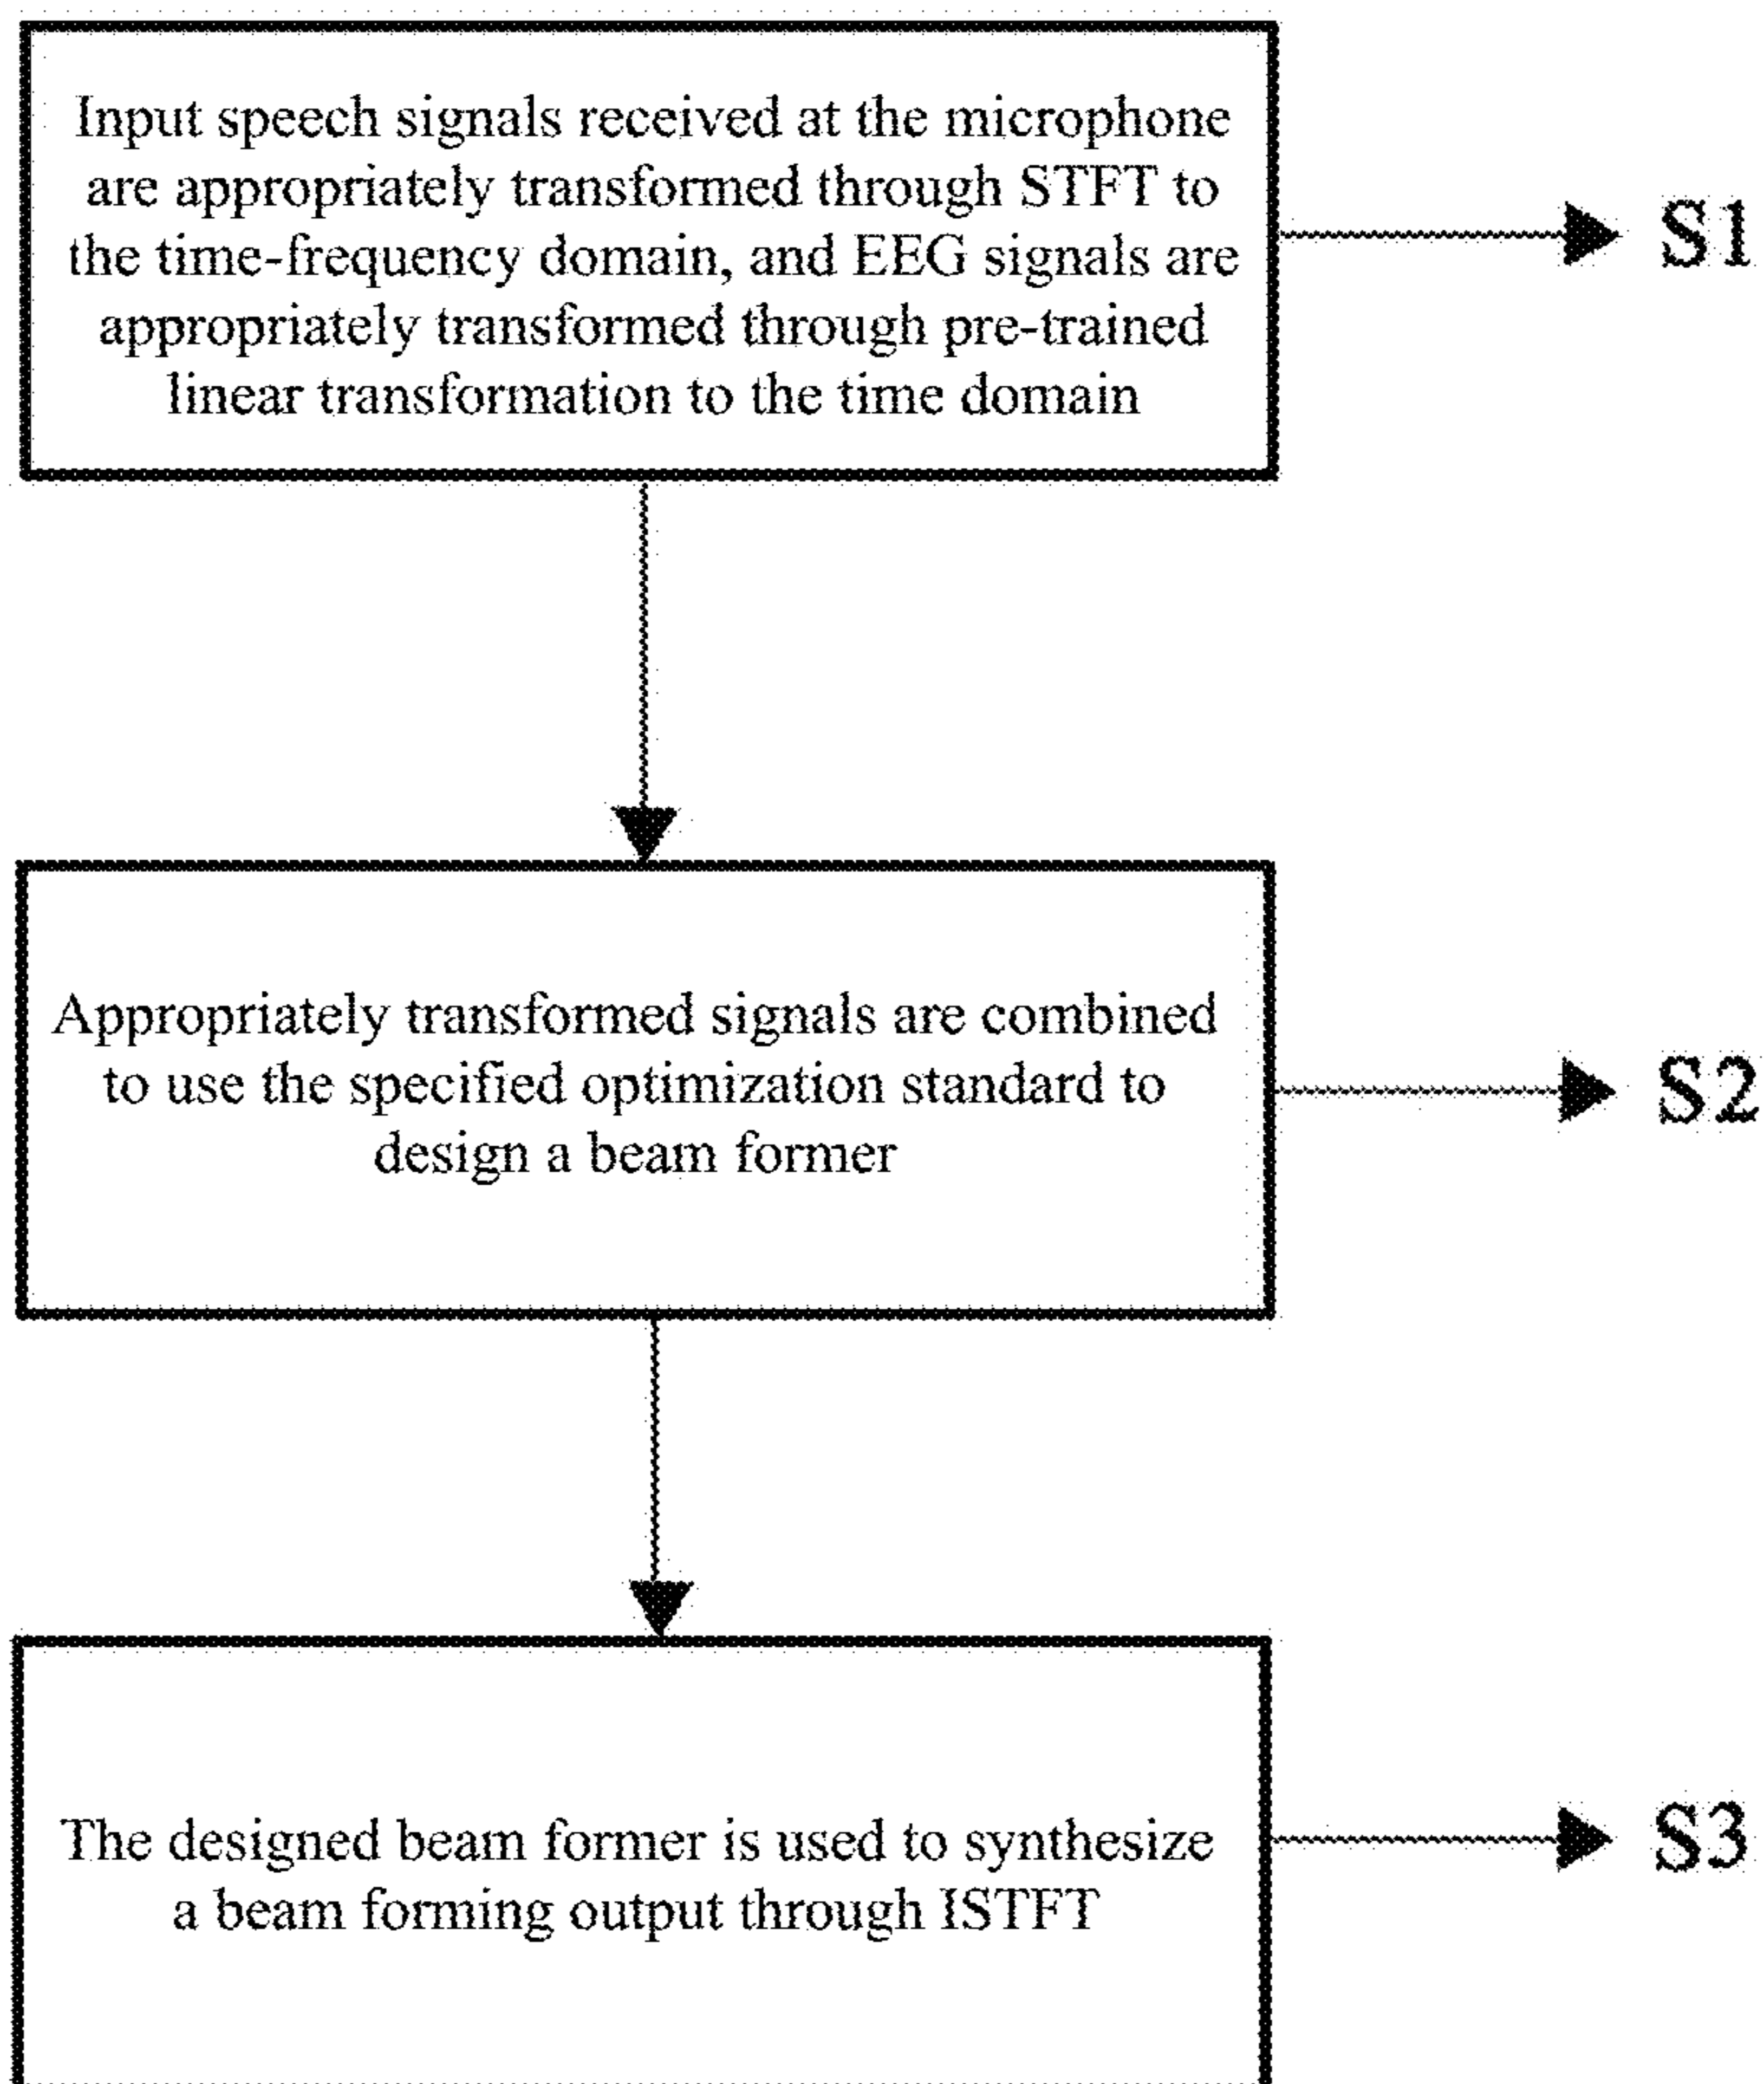 Input speech signals received at the microphone
are appropriately transformed through STFT to
the time-frequency domain, and EEG signals are
appropriately transformed through pre-trained
linear transformation to the time domain
S1
Appropriately transformed signals are combined
to use the specified optimization standard to
design a beam former
S2
The designed beam former is used to synthesize
a beam forming output through ISTFT
S3